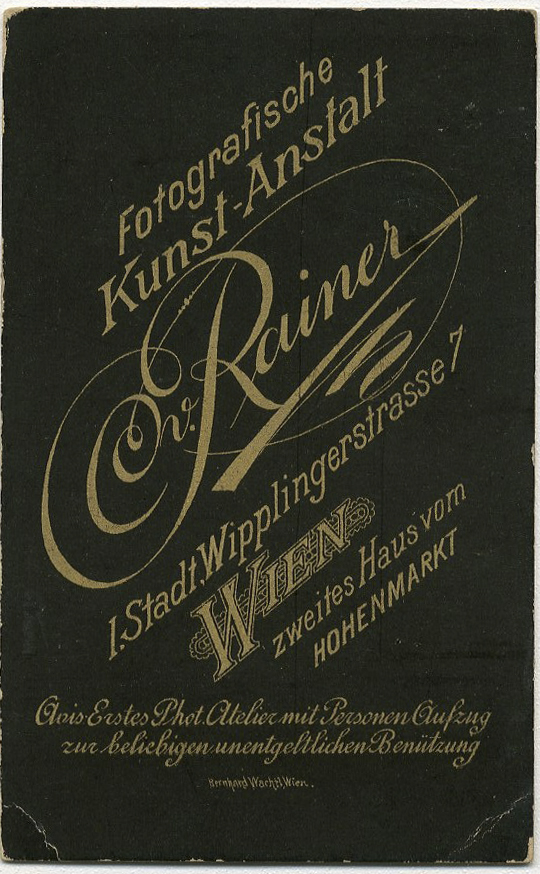 Fotografische
Kunst-Anstalt
C. v. Rainer
I. Stadt, Wipplingerstrasse 7
WIEN
zweites Haus vom
HOHENMARKT
Avis Erstes Phot. Atelier mit Personen Aufzug
zur beliebigen unentgeltlichen Benützung
Bernhard Wachtl, Wien.